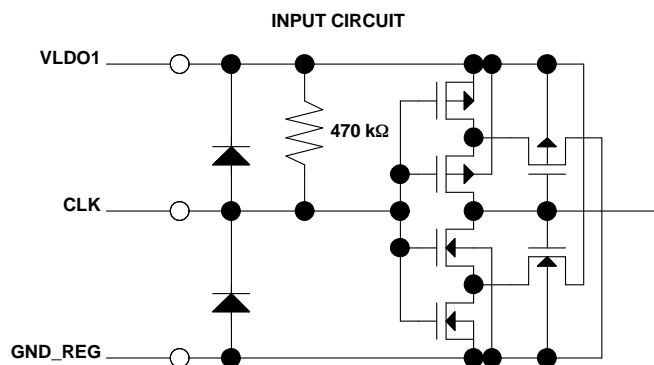 INPUT CIRCUIT
VLDO1
470 kΩ
CLK
GND_REG